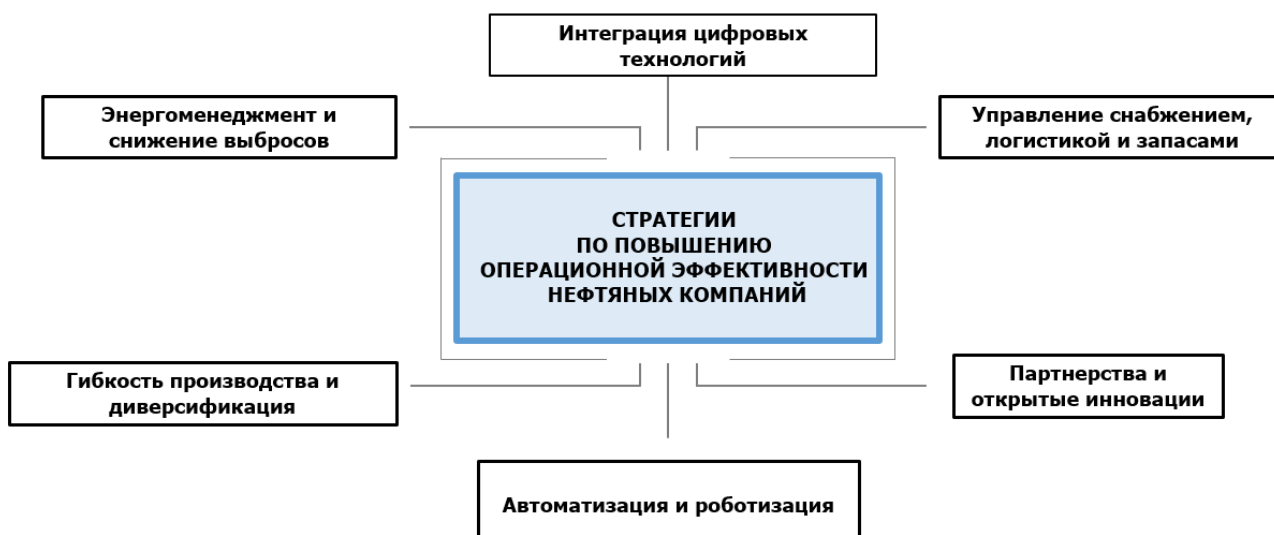 Интеграция цифровых
технологий
Энергоменеджмент и
снижение выбросов
Управление снабжением,
логистикой и запасами
СТРАТЕГИИ
ПО ПОВЫШЕНИЮ
ОПЕРАЦИОННОЙ ЭФФЕКТИВНОСТИ
НЕФТЯНЫХ КОМПАНИЙ
Гибкость производства и
диверсификация
Партнерства и
открытые инновации
Автоматизация и роботизация